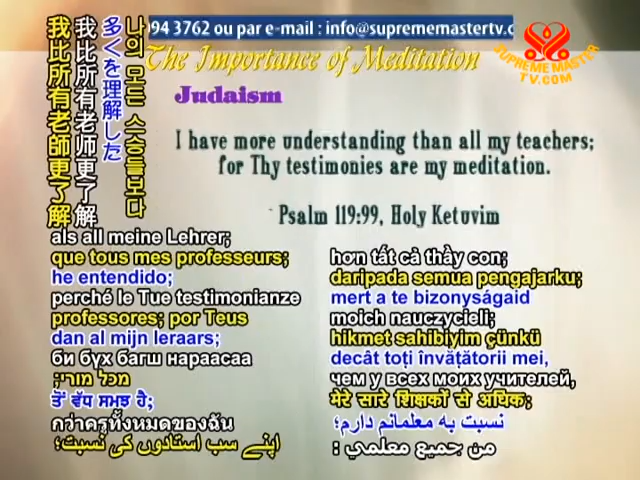 094 3762 ou par e-mail : info@suprememastertv.c
The Importance of Meditation
SUPREME MASTER
TV.COM
Judaism
I have more understanding than all my teachers;
for Thy testimonies are my meditation.
Psalm 119:99, Holy Ketuvim
我比所有老師更了解
我比所有老师更了解
多くを理解した
나의 모든 스승들보다
als all meine Lehrer;
que tous mes professeurs;
he entendido;
perché le Tue testimonianze
professores; por Teus
dan al mijn leraars;
би бүх багш нараасаа
מכל מורי;
ਤੋਂ ਵੱਧ ਸਮਝ ਹੈ;
กว่าครูทั้งหมดของฉัน
اپنے سب استادوں کی نسبت؛
hơn tất cả thầy con;
daripada semua pengajarku;
mert a te bizonyságaid
moich nauczycieli;
hikmet sahibiyim çünkü
decât toți învățătorii mei,
чем у всех моих учителей,
मेरे सारे शिक्षकों से अधिक;
نسبت به معلمانم دارم؛
من جميع معلمي :